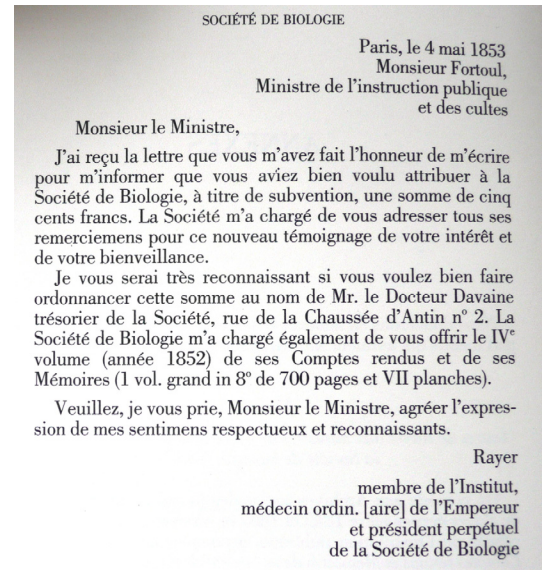 SOCIÉTÉ DE BIOLOGIE
Paris, le 4 mai 1853
Monsieur Fortoul,
Ministre de l'instruction publique
et des cultes
Monsieur le Ministre,
J'ai reçu la lettre que vous m'avez fait l'honneur de m'écrire
pour m'informer que vous aviez bien voulu attribuer à la
Société de Biologie, à titre de subvention, une somme de cinq
cents francs. La Société m'a chargé de vous adresser tous ses
remerciemens pour ce nouveau témoignage de votre intérêt et
de votre bienveillance.
Je vous serai très reconnaissant si vous voulez bien faire
ordonnancer cette somme au nom de Mr. le Docteur Davaine
trésorier de la Société, rue de la Chaussée d'Antin nº 2. La
Société de Biologie m'a chargé également de vous offrir le IVe
volume (année 1852) de ses Comptes rendus et de ses
Mémoires (1 vol. grand in 8º de 700 pages et VII planches).
Veuillez, je vous prie, Monsieur le Ministre, agréer l'expres-
sion de mes sentimens respectueux et reconnaissants.
Rayer
membre de l'Institut,
médecin ordin. [aire] de l'Empereur
et président perpétuel
de la Société de Biologie